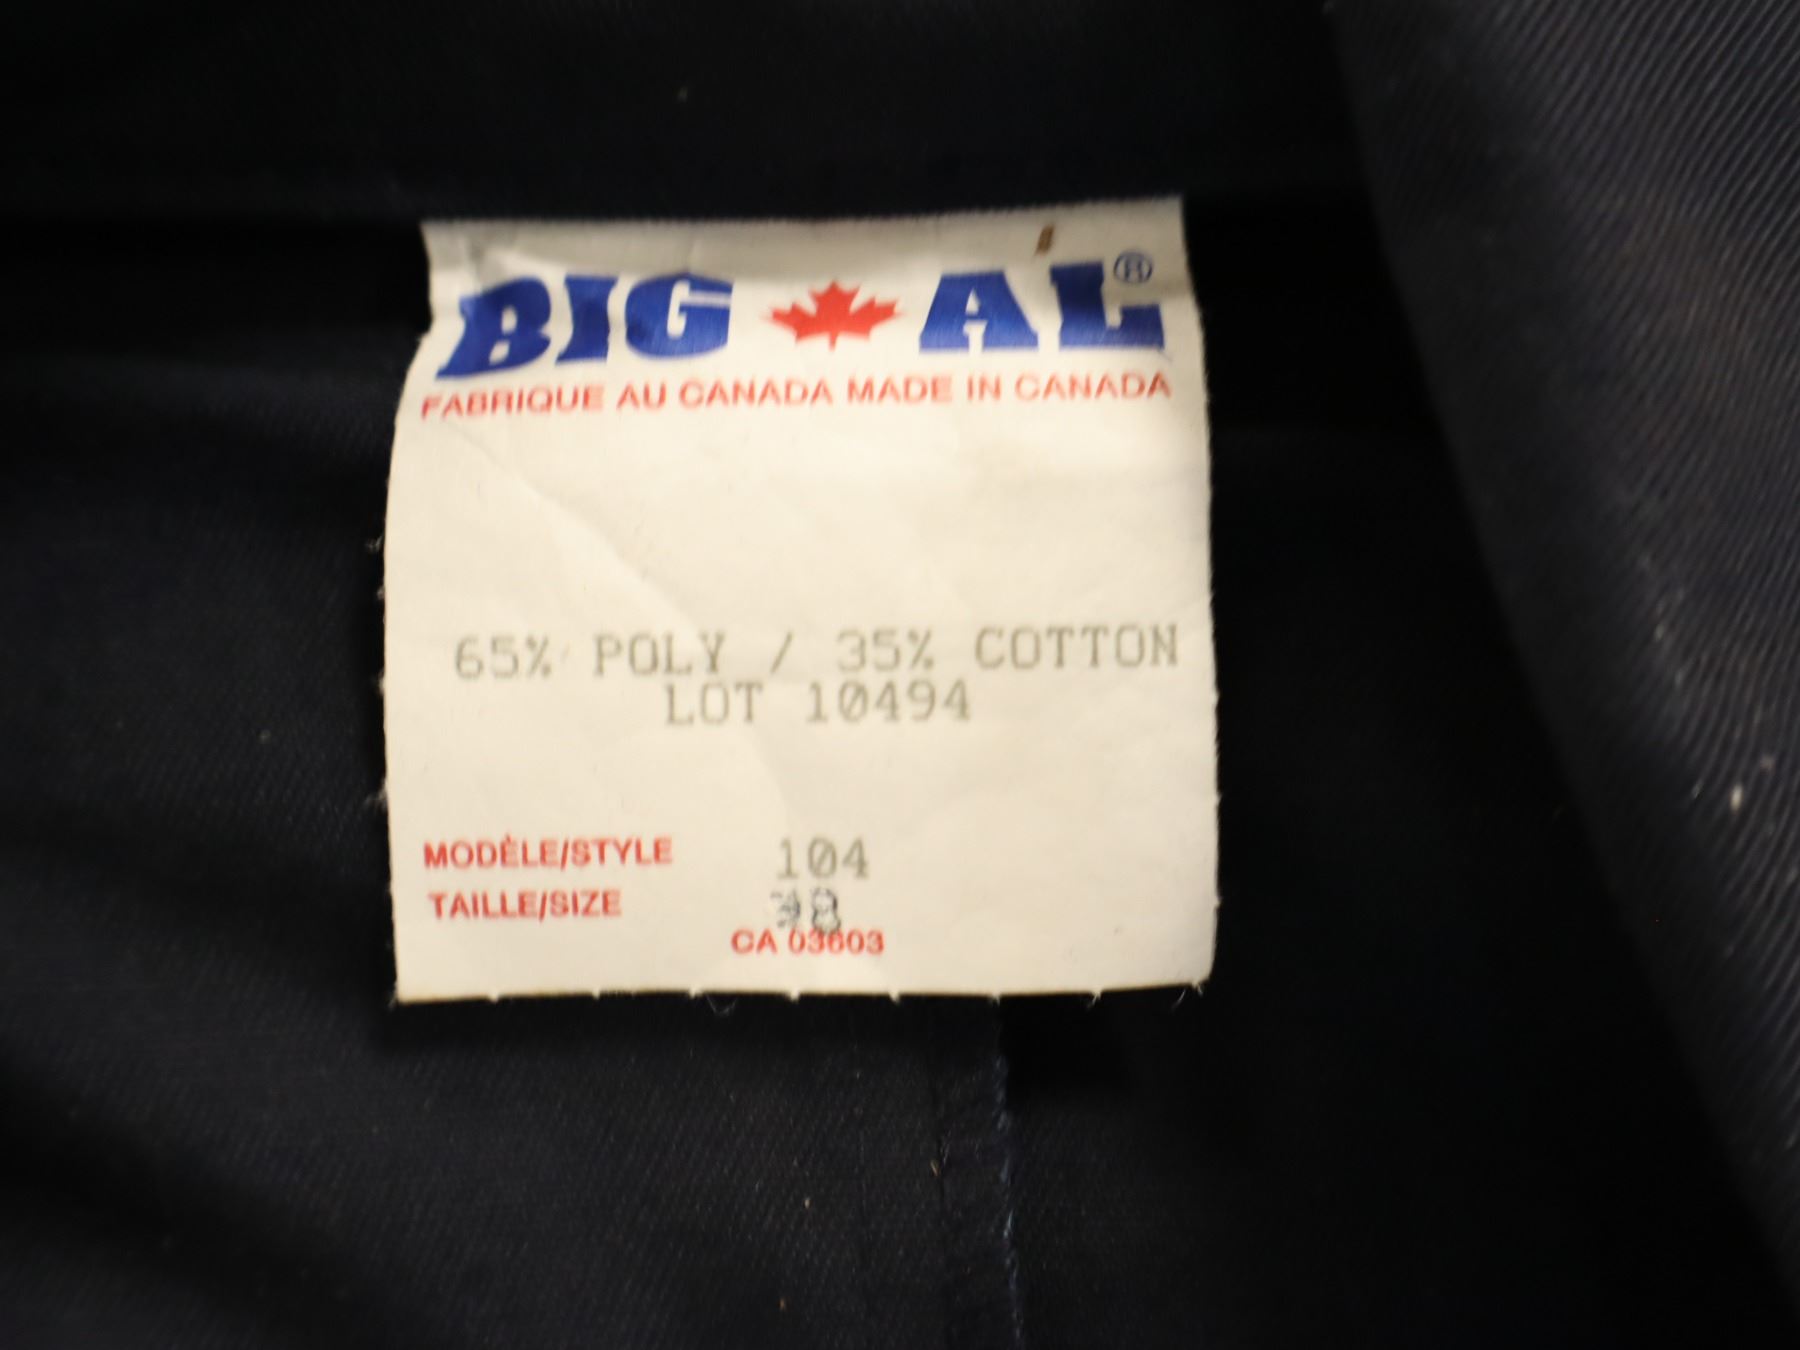 BIG AL®
FABRIQUE AU CANADA MADE IN CANADA
65% POLY / 35% COTTON
LOT 10494
MODÈLE/STYLE 104
TAILLE/SIZE
CA 03603